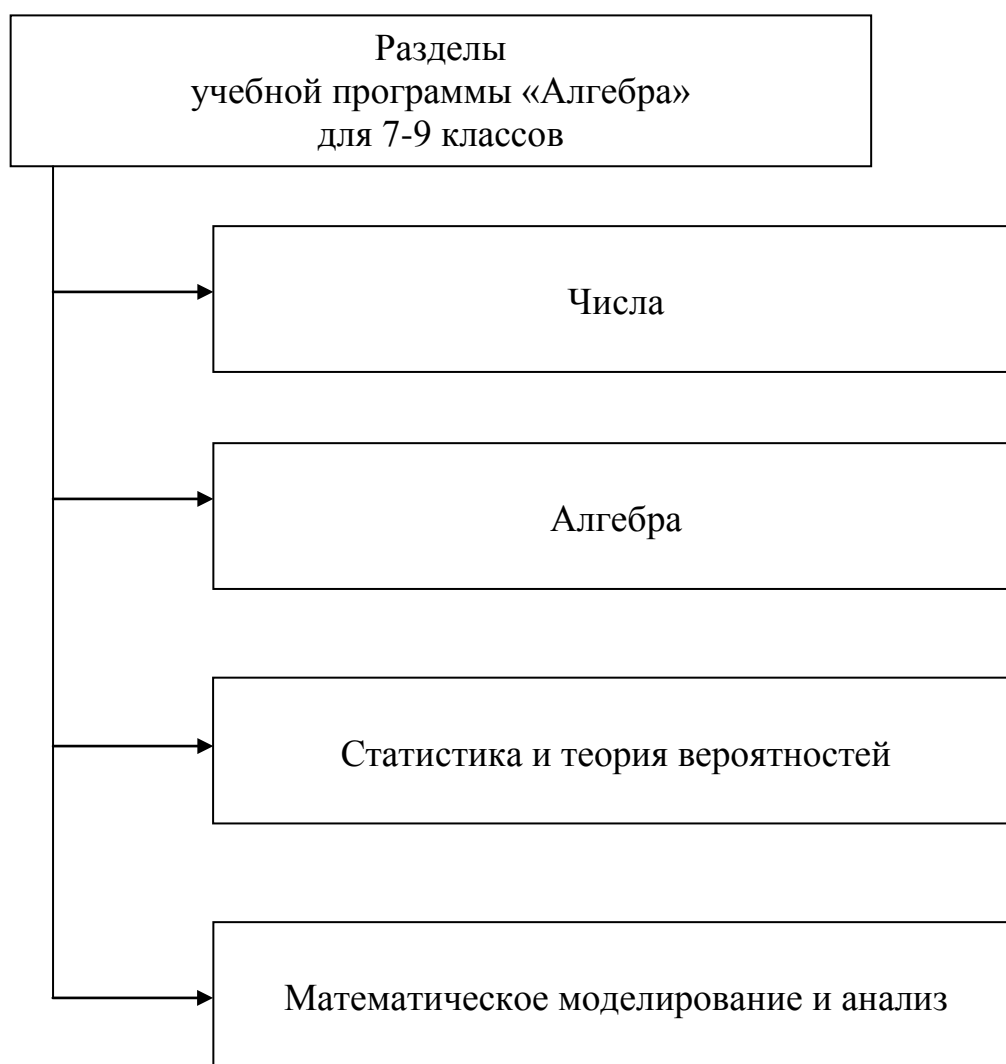 Разделы
учебной программы «Алгебра»
для 7-9 классов
Числа
Алгебра
Статистика и теория вероятностей
Математическое моделирование и анализ